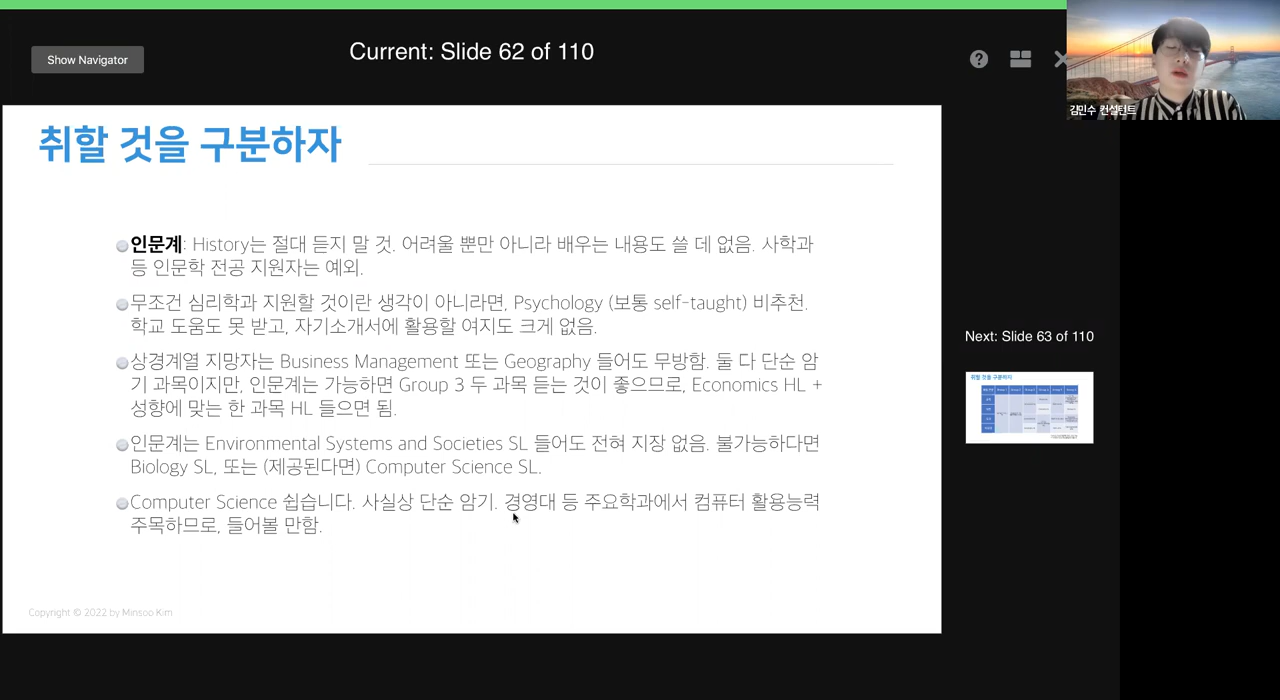 Show Navigator
Current: Slide 62 of 110
김민수 컨설턴트
취할 것을 구분하자
인문계: History는 절대 듣지 말 것. 어려울 뿐만 아니라 배우는 내용도 쓸 데 없음. 사학과
등 인문학 전공 지원자는 예외.
무조건 심리학과 지원할 것이란 생각이 아니라면, Psychology (보통 self-taught) 비추천.
학교 도움도 못 받고, 자기소개서에 활용할 여지도 크게 없음.
상경계열 지망자는 Business Management 또는 Geography 들어도 무방함. 둘 다 단순 암
기 과목이지만, 인문계는 가능하면 Group 3 두 과목 듣는 것이 좋으므로, Economics HL +
성향에 맞는 한 과목 HL 들으면 됨.
인문계는 Environmental Systems and Societies SL 들어도 전혀 지장 없음. 불가능하다면
Biology SL, 또는 (제공된다면) Computer Science SL.
Computer Science 쉽습니다. 사실상 단순 암기. 경영대 등 주요학과에서 컴퓨터 활용능력
주목하므로, 들어볼 만함.
Copyright © 2022 by Minsoo Kim
Next: Slide 63 of 110
취할 것을 구분하자